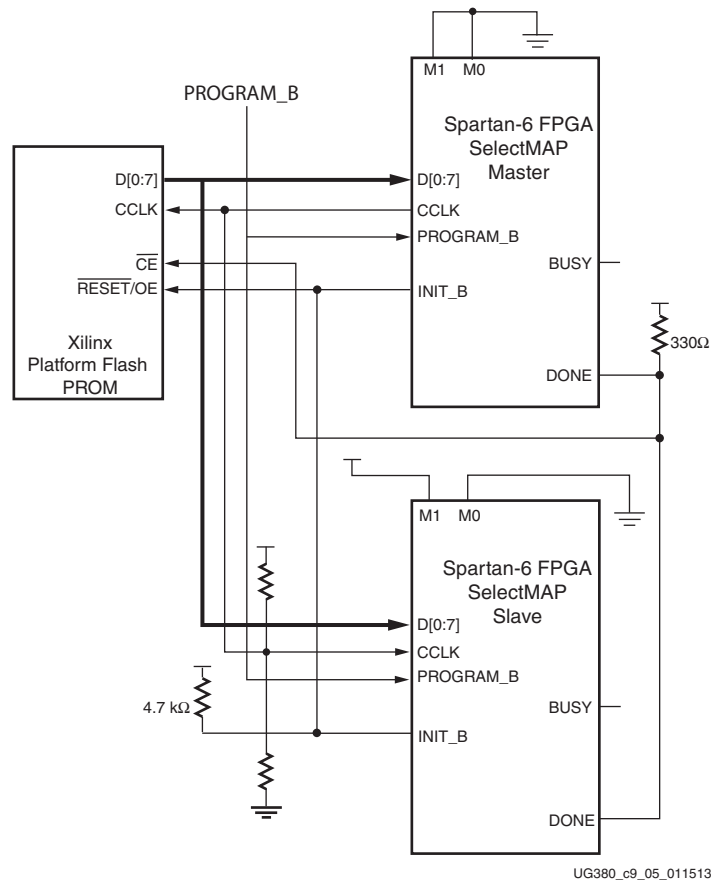 M1 M0
PROGRAM_B
Spartan-6 FPGA
SelectMAP
Master
D[0:7]
CCLK
CE
RESET/OE
Xilinx
Platform Flash
PROM
D[0:7]
CCLK
PROGRAM_B
INIT_B
BUSY
DONE
330Ω
M1 M0
Spartan-6 FPGA
SelectMAP
Slave
D[0:7]
CCLK
PROGRAM_B
INIT_B
BUSY
DONE
4.7 kΩ
UG380_c9_05_011513